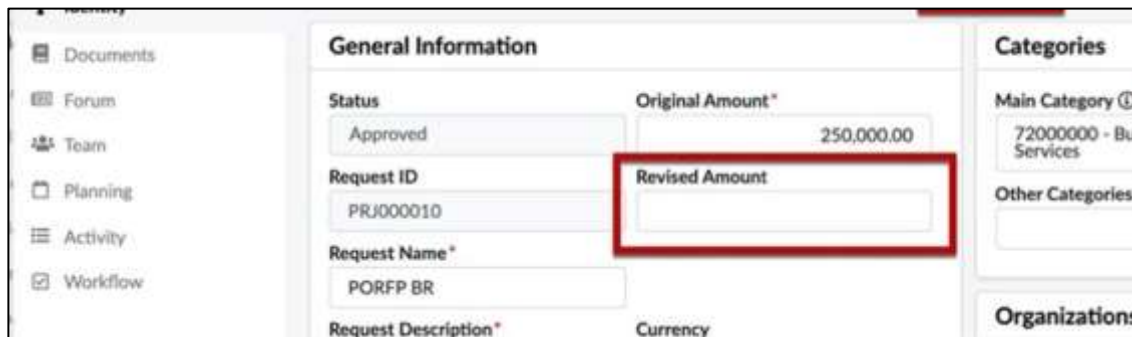 Identity
Documents
Forum
Team
Planning
Activity
Workflow
General Information
Status
Approved
Request ID
PRJ000010
Request Name*
PORFP BR
Request Description*
Original Amount*
250,000.00
Revised Amount
Currency
Categories
Main Category
72000000 - Bu
Services
Other Categories
Organizations